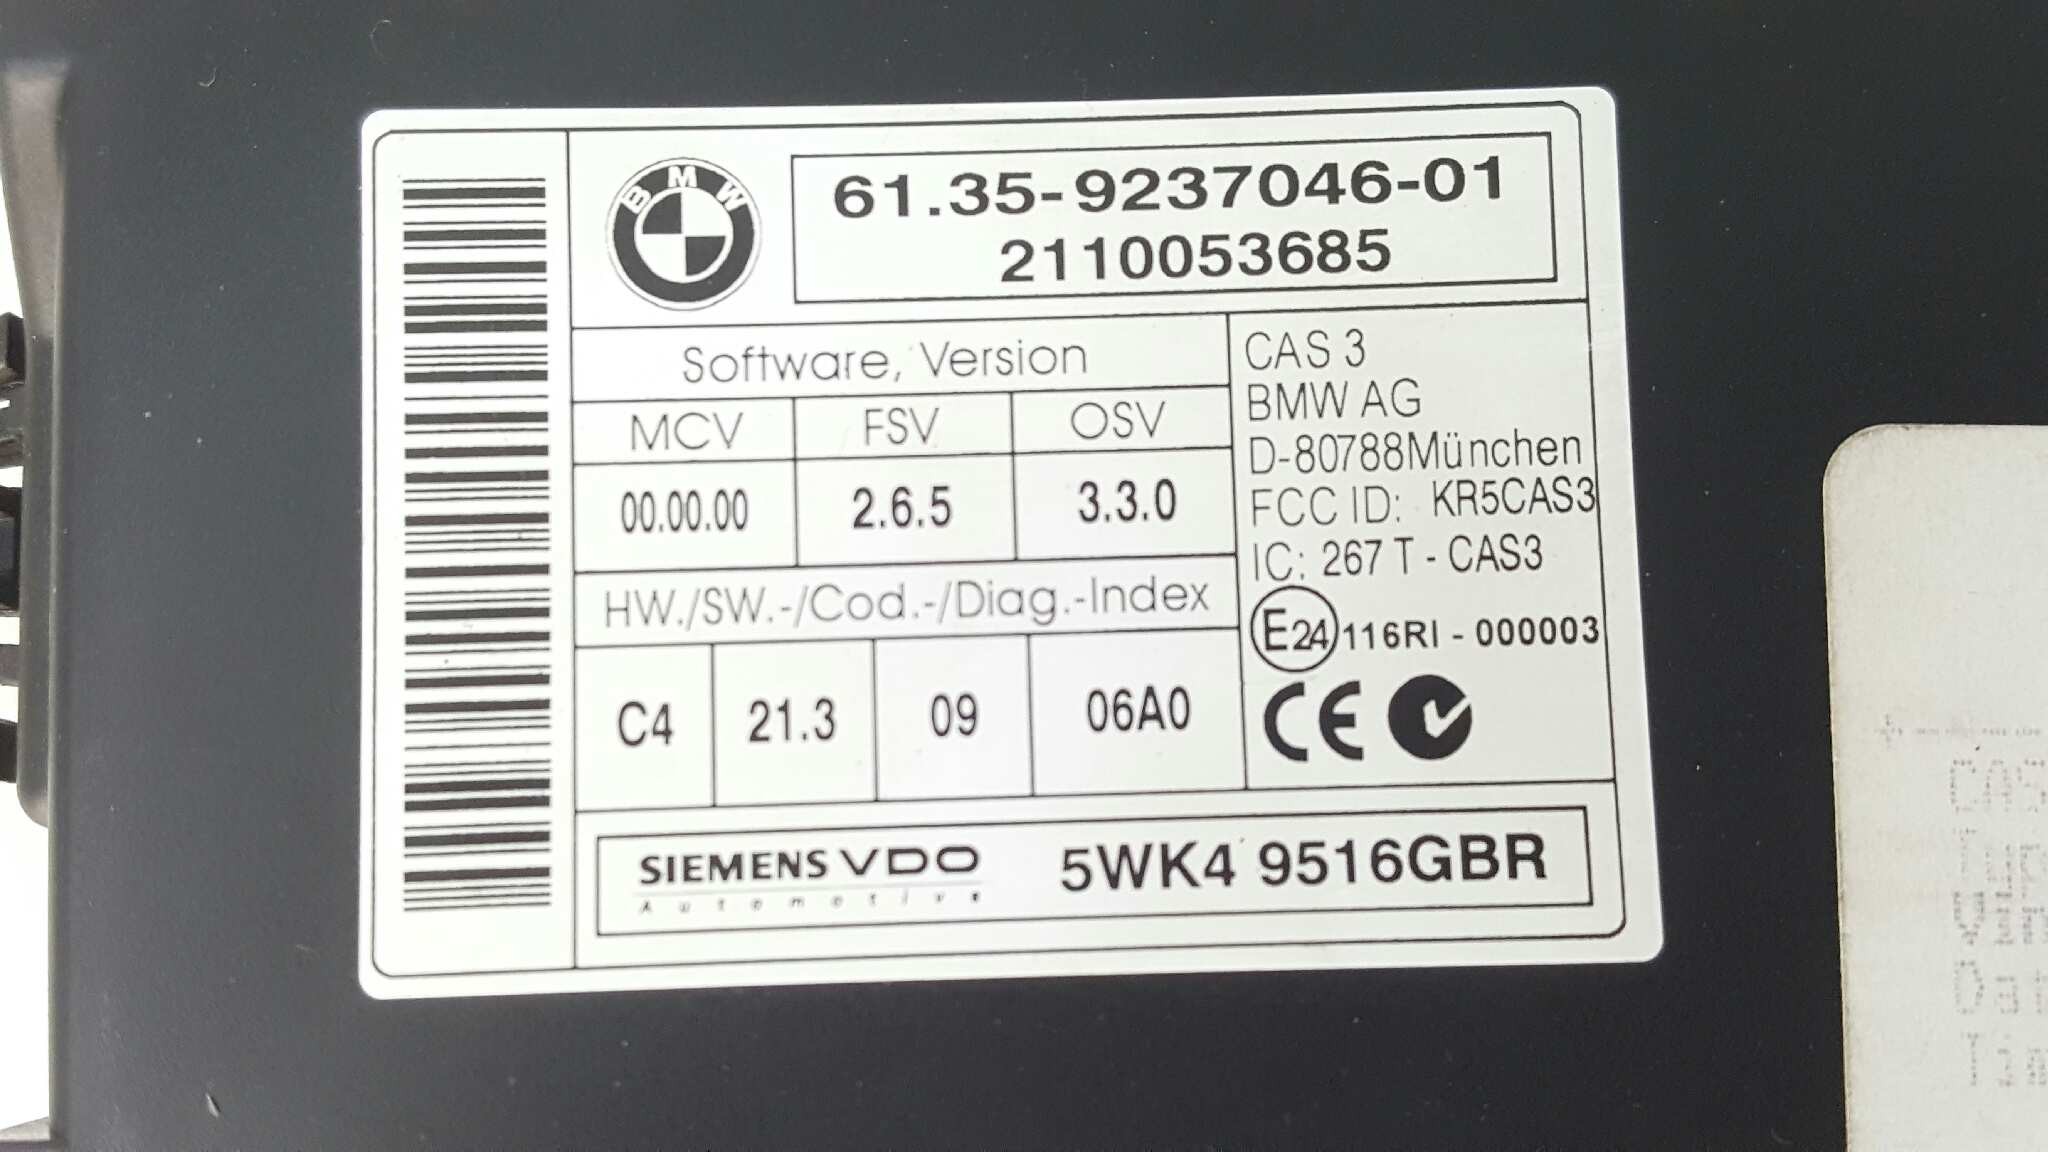 BMW
61.35-9237046-01
2110053685
Software, Version
MCV FSV OSV
00.00.00 2.6.5 3.3.0
HW./SW.-/Cod.-/Diag.-Index
C4 21.3 09 06A0
CAS 3
BMW AG
D-80788München
FCC ID: KR5CAS3
IC: 267 T - CAS3
E24 116RI - 000003
CE
SIEMENS VDO 5WK4 9516GBR
Automotive